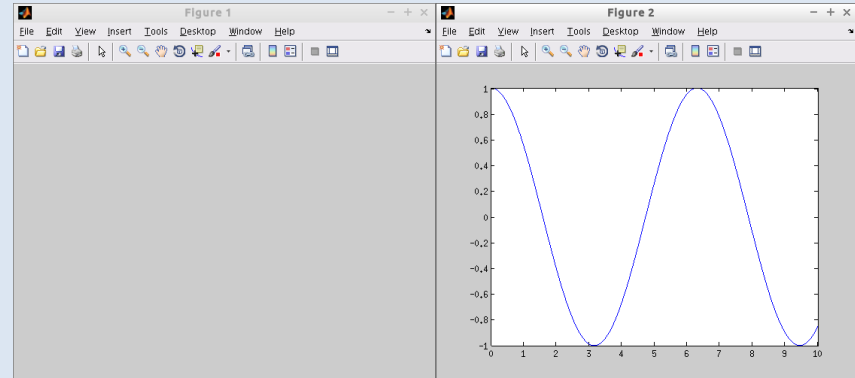 Figure 1
File Edit View Insert Tools Desktop Window Help
Figure 2
File Edit View Insert Tools Desktop Window Help
1
0.8
0.6
0.4
0.2
0
-0.2
-0.4
-0.6
-0.8
-1
0 1 2 3 4 5 6 7 8 9 10